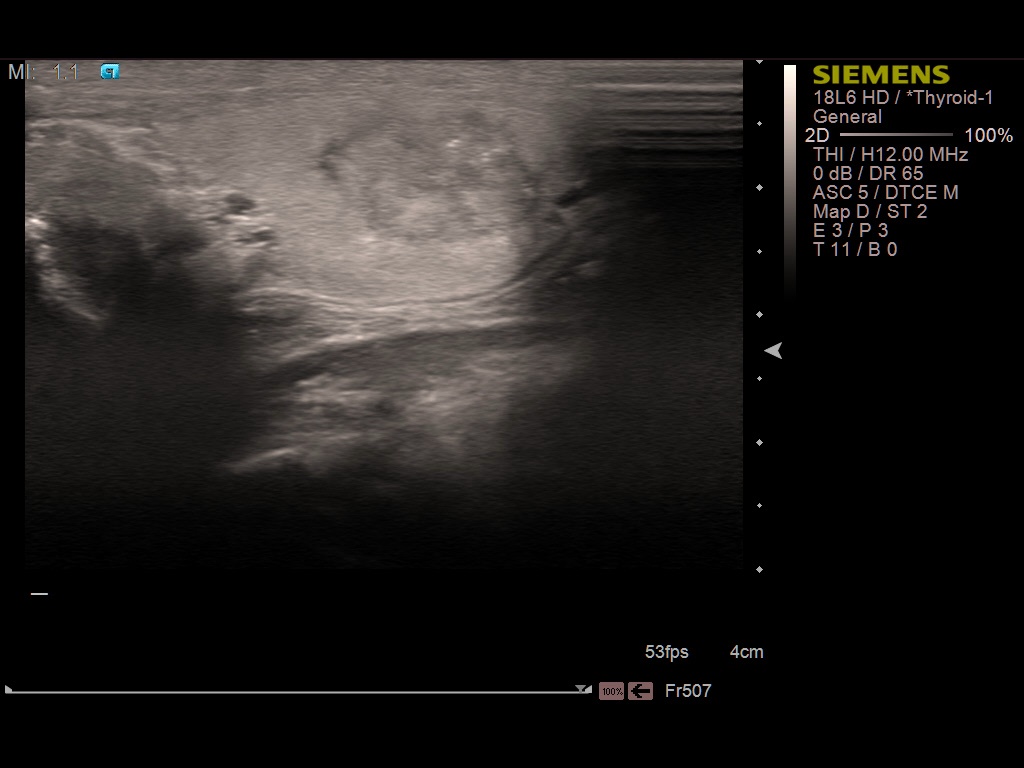 MI: 1.1
SIEMENS
18L6 HD / *Thyroid-1
General
2D 100%
THI / H12.00 MHz
0 dB / DR 65
ASC 5 / DTCE M
Map D / ST 2
E 3 / P 3
T 11 / B 0
53fps 4cm
100% Fr507